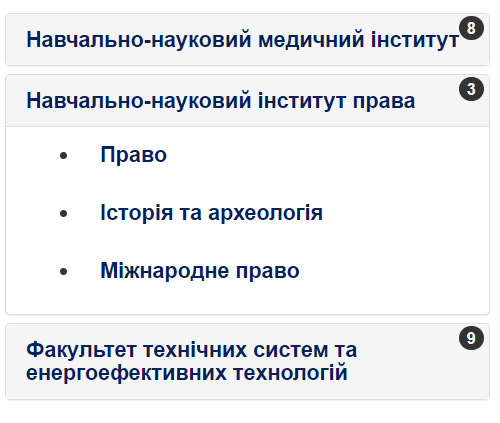 Навчально-науковий медичний інститут 8
Навчально-науковий інститут права 3
Право
Історія та археологія
Міжнародне право
Факультет технічних систем та 9
енергоефективних технологій